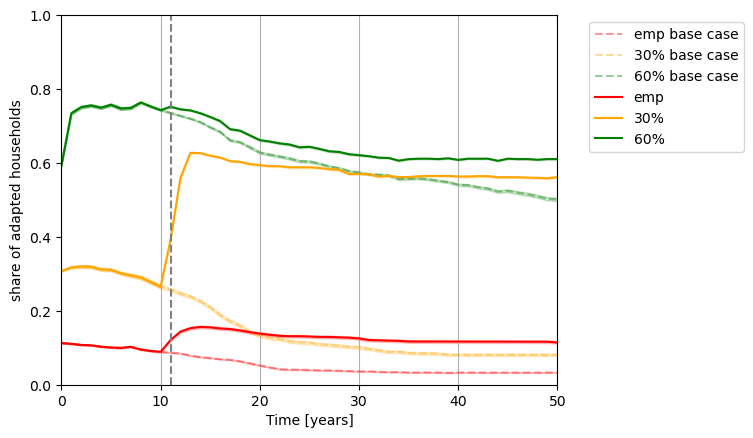 1.0
0.8
0.6
0.4
0.2
0.0
share of adapted households
0 10 20 30 40 50
Time [years]
emp base case
30% base case
60% base case
emp
30%
60%